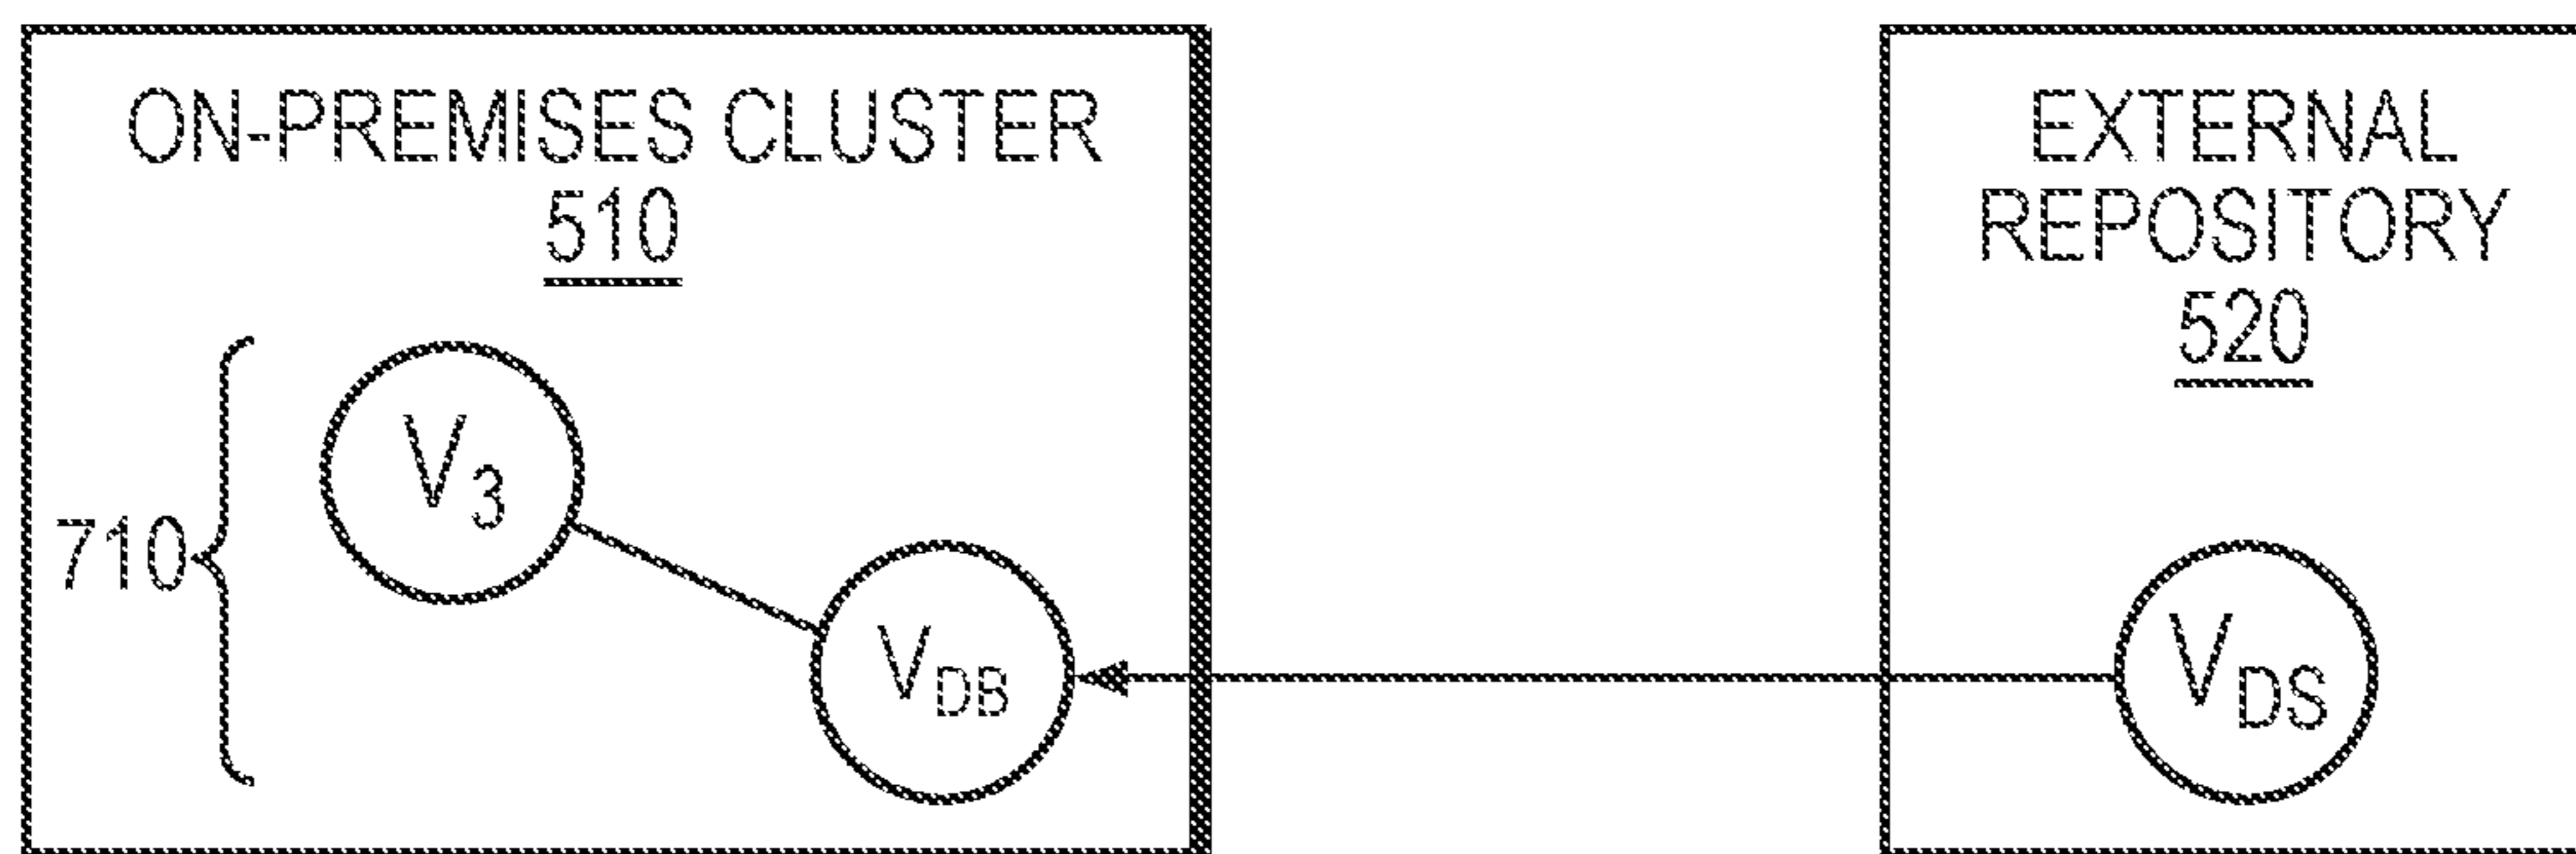 ON-PREMISES CLUSTER
510
EXTERNAL
REPOSITORY
520
710
V3
VDB
VDS